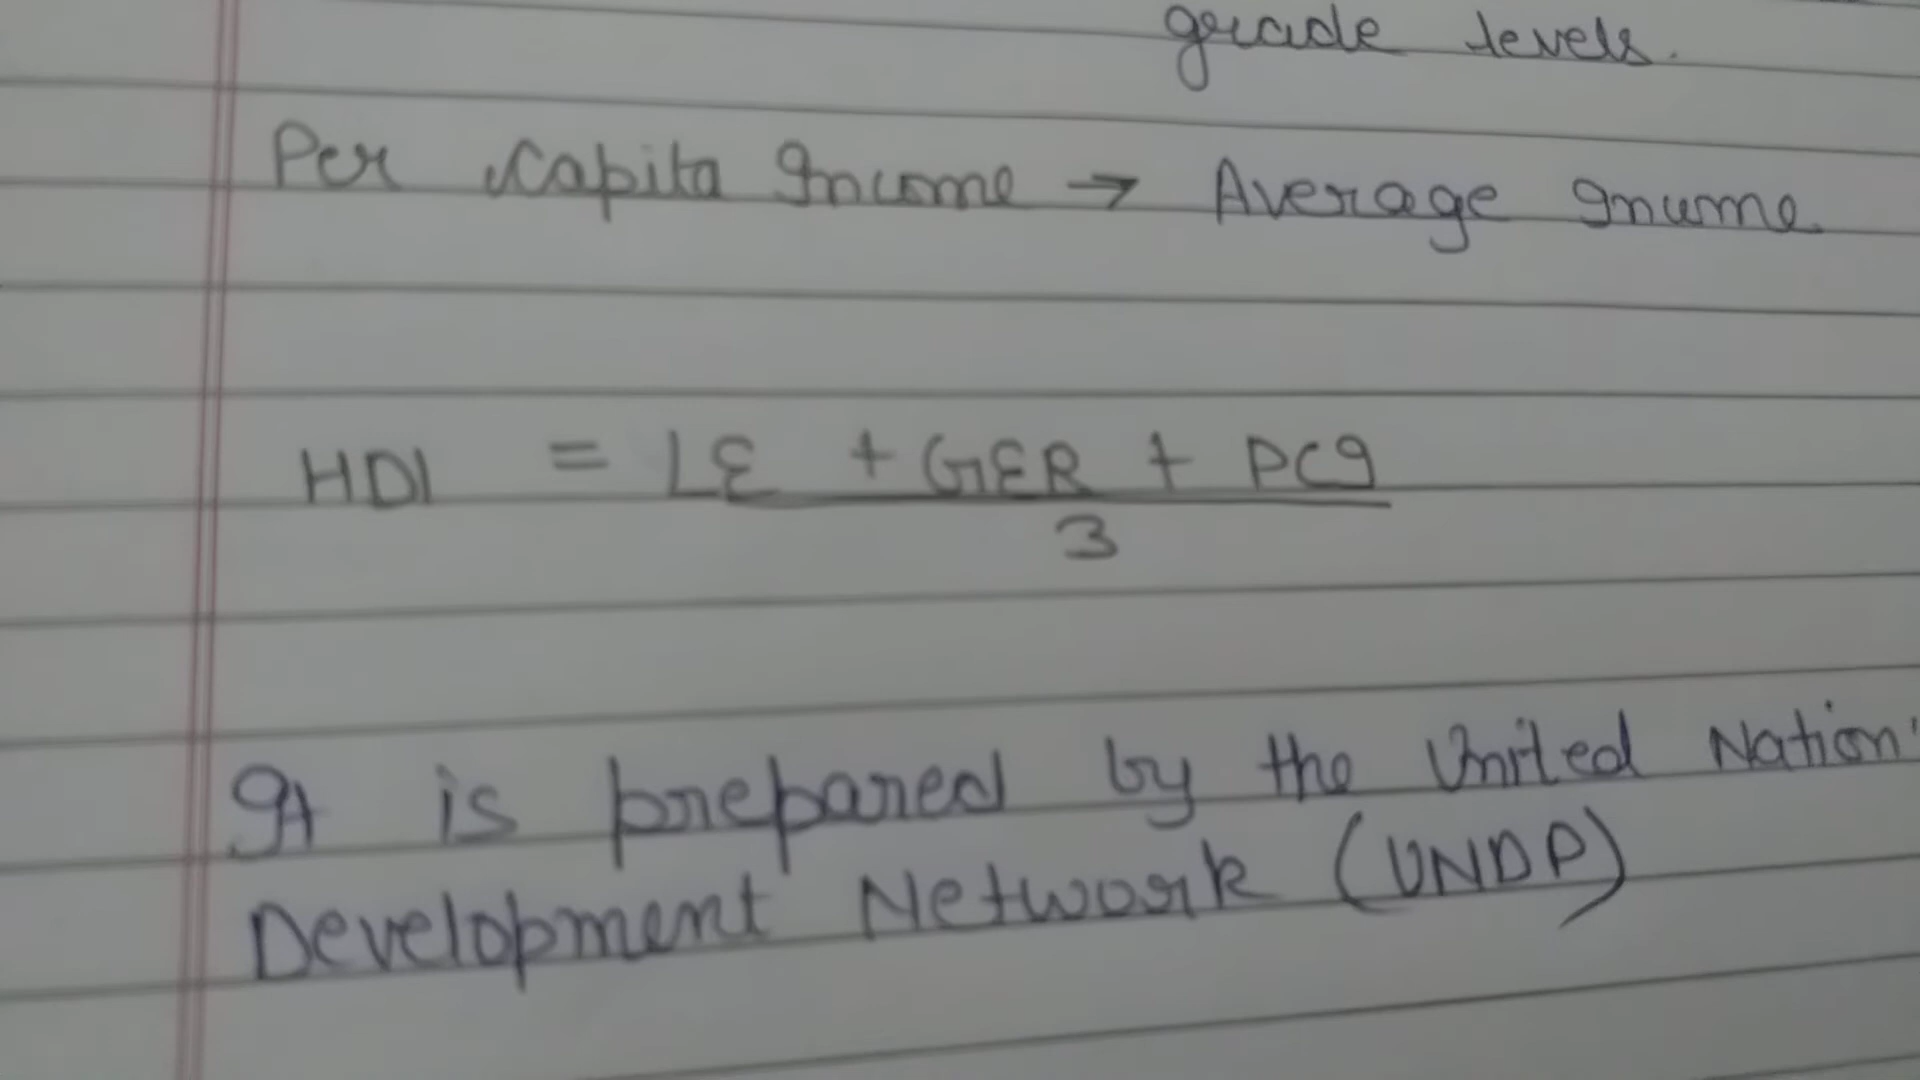 grade levels.
Per Capita Income → Average Income
HDI = LE + GER + PCI
3
It is prepared by the United Nation
Development Network (UNDP)